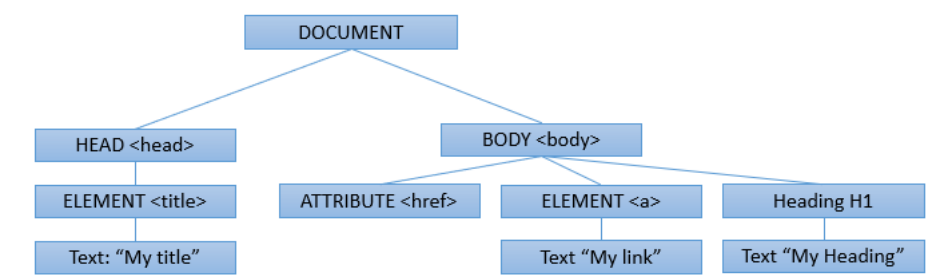 DOCUMENT
HEAD <head>
BODY <body>
ELEMENT <title>
ATTRIBUTE <href>
ELEMENT <a>
Heading H1
Text: “My title”
Text “My link”
Text “My Heading”